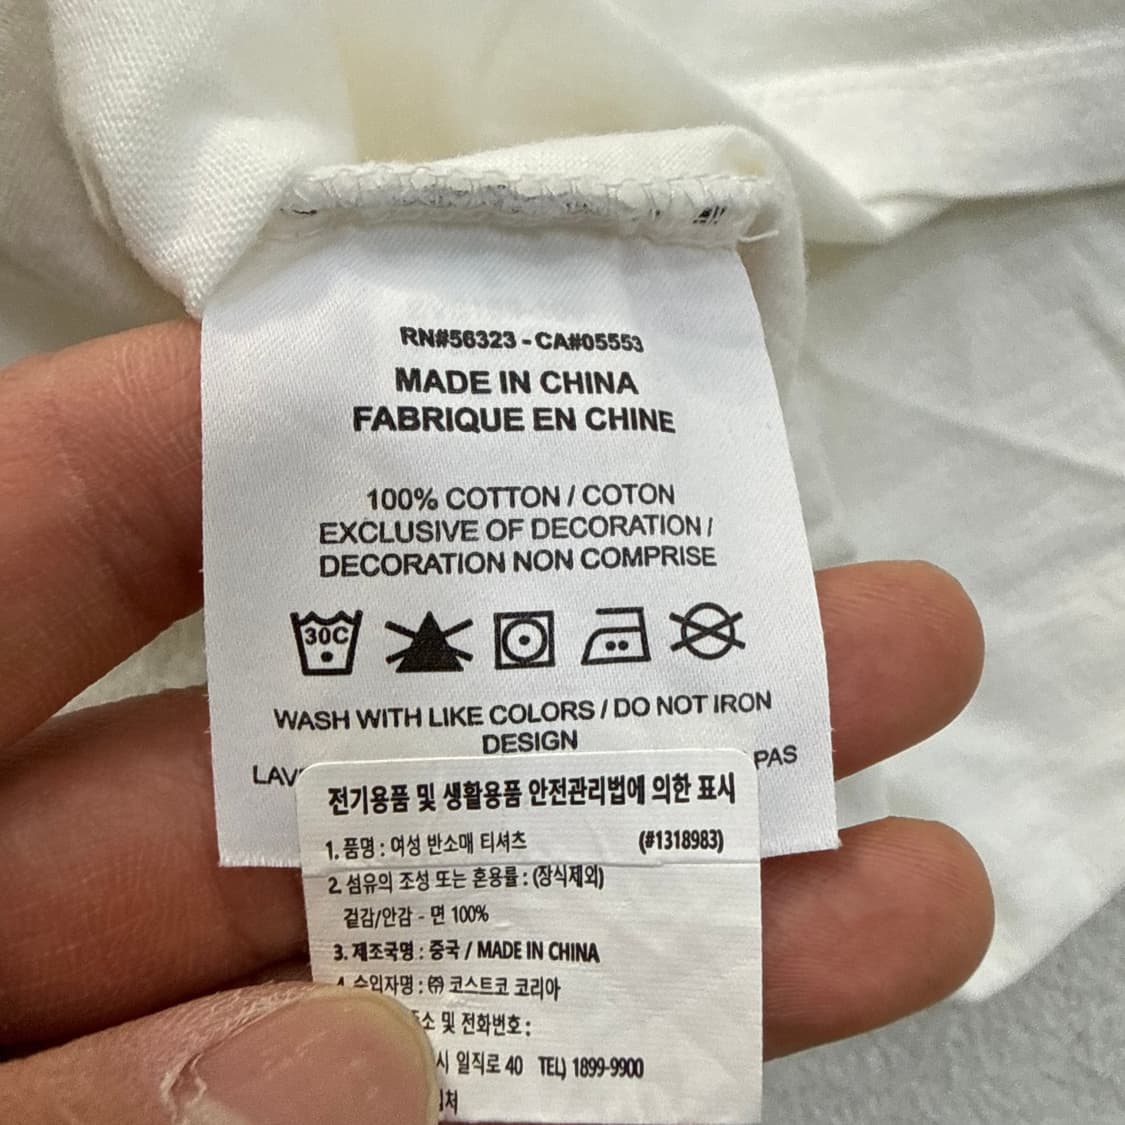 RN#56323 - CA#05553
MADE IN CHINA
FABRIQUE EN CHINE
100% COTTON / COTON
EXCLUSIVE OF DECORATION /
DECORATION NON COMPRISE
30C
WASH WITH LIKE COLORS / DO NOT IRON
DESIGN
PAS
전기용품 및 생활용품 안전관리법에 의한 표시
1. 품명 : 여성 반소매 티셔츠 (#1318983)
2. 섬유의 조성 또는 혼용률 : (장식제외)
겉감/안감 - 면 100%
3. 제조국명 : 중국 / MADE IN CHINA
4. 수입자명 : ㈜ 코스트코 코리아
및 전화번호 :
일직로 40 TEL) 1899-9900